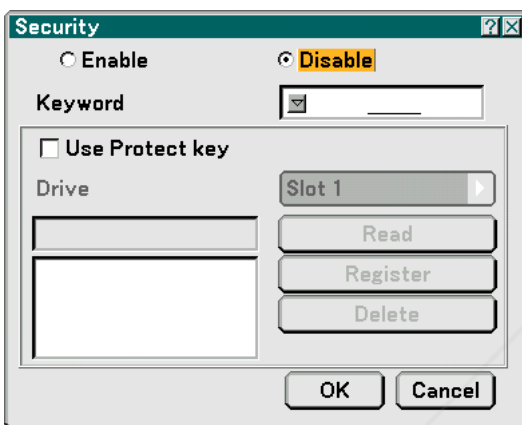 Security
Enable Disable
Keyword
Use Protect key
Drive Slot 1
Read
Register
Delete
OK Cancel